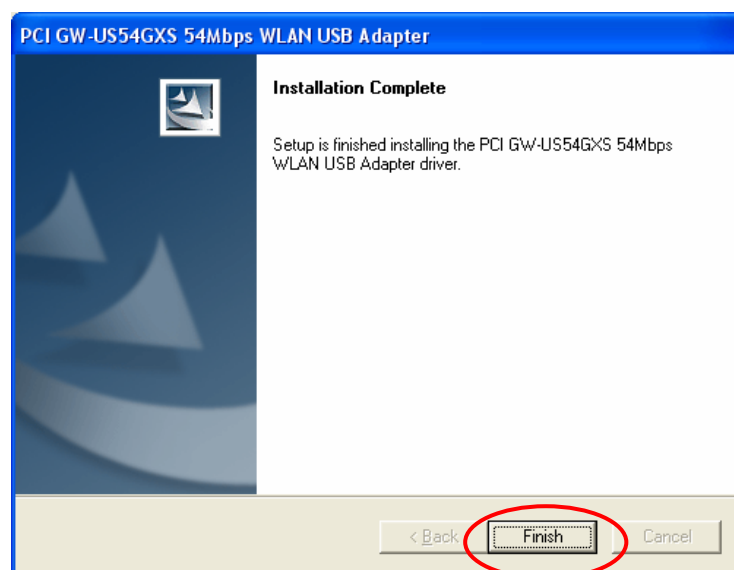 PCI GW-US54GXS 54Mbps WLAN USB Adapter
Installation Complete
Setup is finished installing the PCI GW-US54GXS 54Mbps
WLAN USB Adapter driver.
< Back Finish Cancel